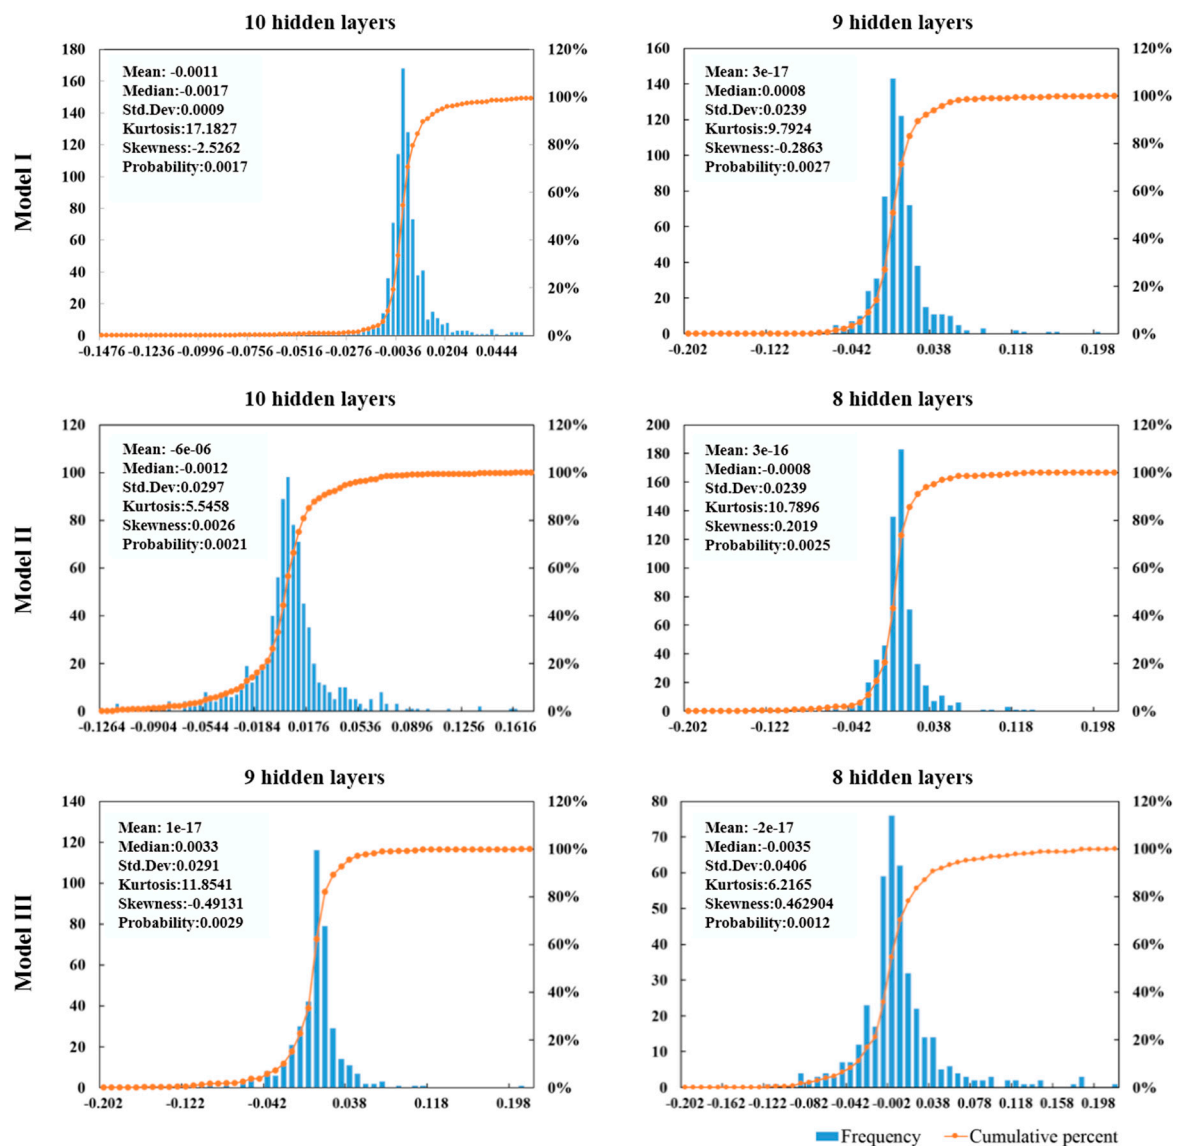 10 hidden layers
Model I
180
160
140
120
100
80
60
40
20
0
120%
100%
80%
60%
40%
20%
0%
Mean: -0.0011
Median:-0.0017
Std.Dev:0.0009
Kurtosis:17.1827
Skewness:-2.5262
Probability:0.0017
-0.1476 -0.1236 -0.0996 -0.0756 -0.0516 -0.0276 -0.0036 0.0204 0.0444
9 hidden layers
160
140
120
100
80
60
40
20
0
120%
100%
80%
60%
40%
20%
0%
Mean: 3e-17
Median:0.0008
Std.Dev:0.0239
Kurtosis:9.7924
Skewness:-0.2863
Probability:0.0027
-0.202 -0.122 -0.042 0.038 0.118 0.198
10 hidden layers
Model II
120
100
80
60
40
20
0
120%
100%
80%
60%
40%
20%
0%
Mean: -6e-06
Median:-0.0012
Std.Dev:0.0297
Kurtosis:5.5458
Skewness:0.0026
Probability:0.0021
-0.1264 -0.0904 -0.0544 -0.0184 0.0176 0.0536 0.0896 0.1256 0.1616
8 hidden layers
200
180
160
140
120
100
80
60
40
20
0
120%
100%
80%
60%
40%
20%
0%
Mean: 3e-16
Median:-0.0008
Std.Dev:0.0239
Kurtosis:10.7896
Skewness:0.2019
Probability:0.0025
-0.202 -0.122 -0.042 0.038 0.118 0.198
9 hidden layers
Model III
140
120
100
80
60
40
20
0
120%
100%
80%
60%
40%
20%
0%
Mean: 1e-17
Median:0.0033
Std.Dev:0.0291
Kurtosis:11.8541
Skewness:-0.49131
Probability:0.0029
-0.202 -0.122 -0.042 0.038 0.118 0.198
8 hidden layers
80
70
60
50
40
30
20
10
0
120%
100%
80%
60%
40%
20%
0%
Mean: -2e-17
Median:-0.0035
Std.Dev:0.0406
Kurtosis:6.2165
Skewness:0.462904
Probability:0.0012
-0.202 -0.162 -0.122 -0.082 -0.042 -0.002 0.038 0.078 0.118 0.158 0.198
Frequency
Cumulative percent